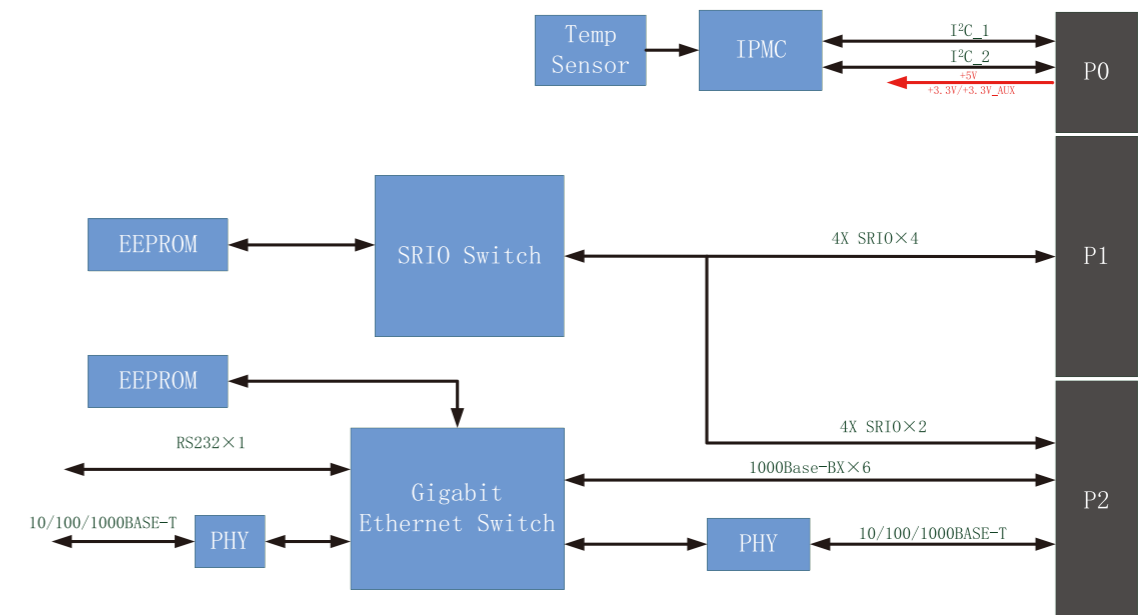 Temp
Sensor
IPMC
I²C_1
I²C_2
+5V
+3.3V/+3.3V_AUX
P0
EEPROM
SRIO Switch
4X SRIO×4
P1
EEPROM
RS232×1
4X SRIO×2
1000Base-BX×6
Gigabit
Ethernet Switch
P2
10/100/1000BASE-T
PHY
PHY
10/100/1000BASE-T